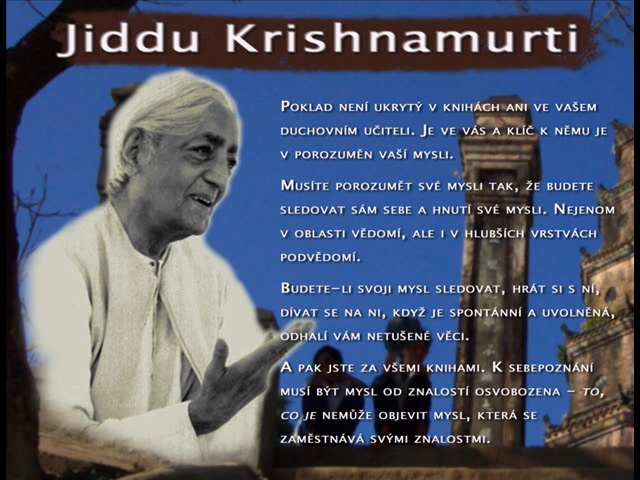 Jiddu Krishnamurti
Poklad není ukrytý v knihách ani ve vašem
duchovním učiteli. Je ve vás a klíč k němu je
v porozuměn vaší mysli.
Musíte porozumět své mysli tak, že budete
sledovat sám sebe a hnutí své mysli. Nejenom
v oblasti vědomí, ale i v hlubších vrstvách
podvědomí.
Budete-li svoji mysl sledovat, hrát si s ní,
dívat se na ni, když je spontánní a uvolněná,
odhalí vám netušené věci.
A pak jste za všemi knihami. K sebepoznání
musí být mysl od znalostí osvobozena – to,
co je nemůže objevit mysl, která se
zaměstnává svými znalostmi.